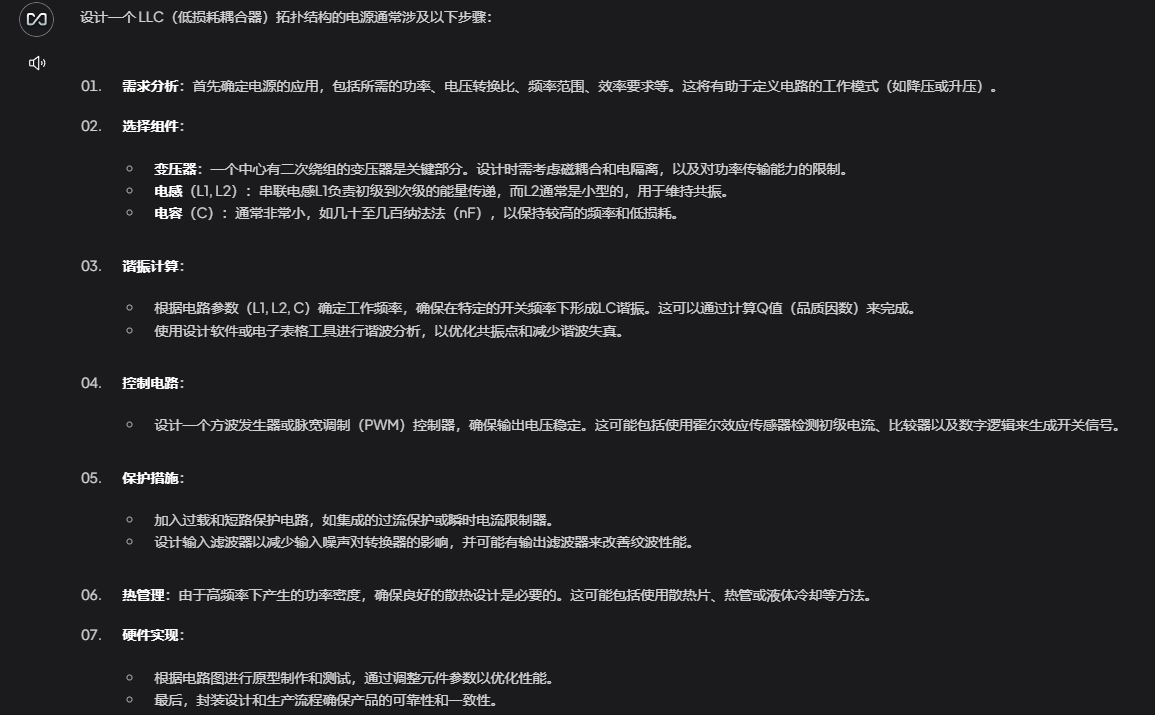 设计一个 LLC（低损耗耦合器）拓扑结构的电源通常涉及以下步骤：
01. 需求分析：首先确定电源的应用，包括所需的功率、电压转换比、频率范围、效率要求等。这将有助于定义电路的工作模式（如降压或升压）。
02. 选择组件：
变压器：一个中心有二次绕组的变压器是关键部分。设计时需考虑磁耦合和电隔离，以及对功率传输能力的限制。
电感（L1, L2）：串联电感L1负责初级到次级的能量传递，而L2通常是小型的，用于维持共振。
电容（C）：通常非常小，如几十至几百纳法法（nF），以保持较高的频率和低损耗。
03. 谐振计算：
根据电路参数（L1, L2, C）确定工作频率，确保在特定的开关频率下形成LC谐振。这可以通过计算Q值（品质因数）来完成。
使用设计软件或电子表格工具进行谐波分析，以优化共振点和减少谐波失真。
04. 控制电路：
设计一个方波发生器或脉宽调制（PWM）控制器，确保输出电压稳定。这可能包括使用霍尔效应传感器检测初级电流、比较器以及数字逻辑来生成开关信号。
05. 保护措施：
加入过载和短路保护电路，如集成的过流保护或瞬时电流限制器。
设计输入滤波器以减少输入噪声对转换器的影响，并可能有输出滤波器来改善纹波性能。
06. 热管理：由于高频率下产生的功率密度，确保良好的散热设计是必要的。这可能包括使用散热片、热管或液体冷却等方法。
07. 硬件实现：
根据电路图进行原型制作和测试，通过调整元件参数以优化性能。
最后，封装设计和生产流程确保产品的可靠性和一致性。